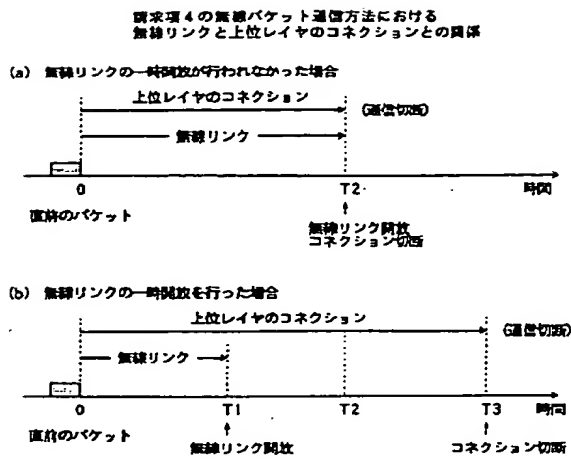 請求項4の無線パケット通信方法における
無線リンクと上位レイヤのコネクションとの関係
(a) 無線リンクの一時開放が行われなかった場合
上位レイヤのコネクション
(通信切断)
無線リンク
0
T2
時間
直前のパケット
無線リンク開放
コネクション切断
(b) 無線リンクの一時開放を行った場合
上位レイヤのコネクション
(通信切断)
無線リンク
0
T1
T2
T3
時間
直前のパケット
無線リンク開放
コネクション切断